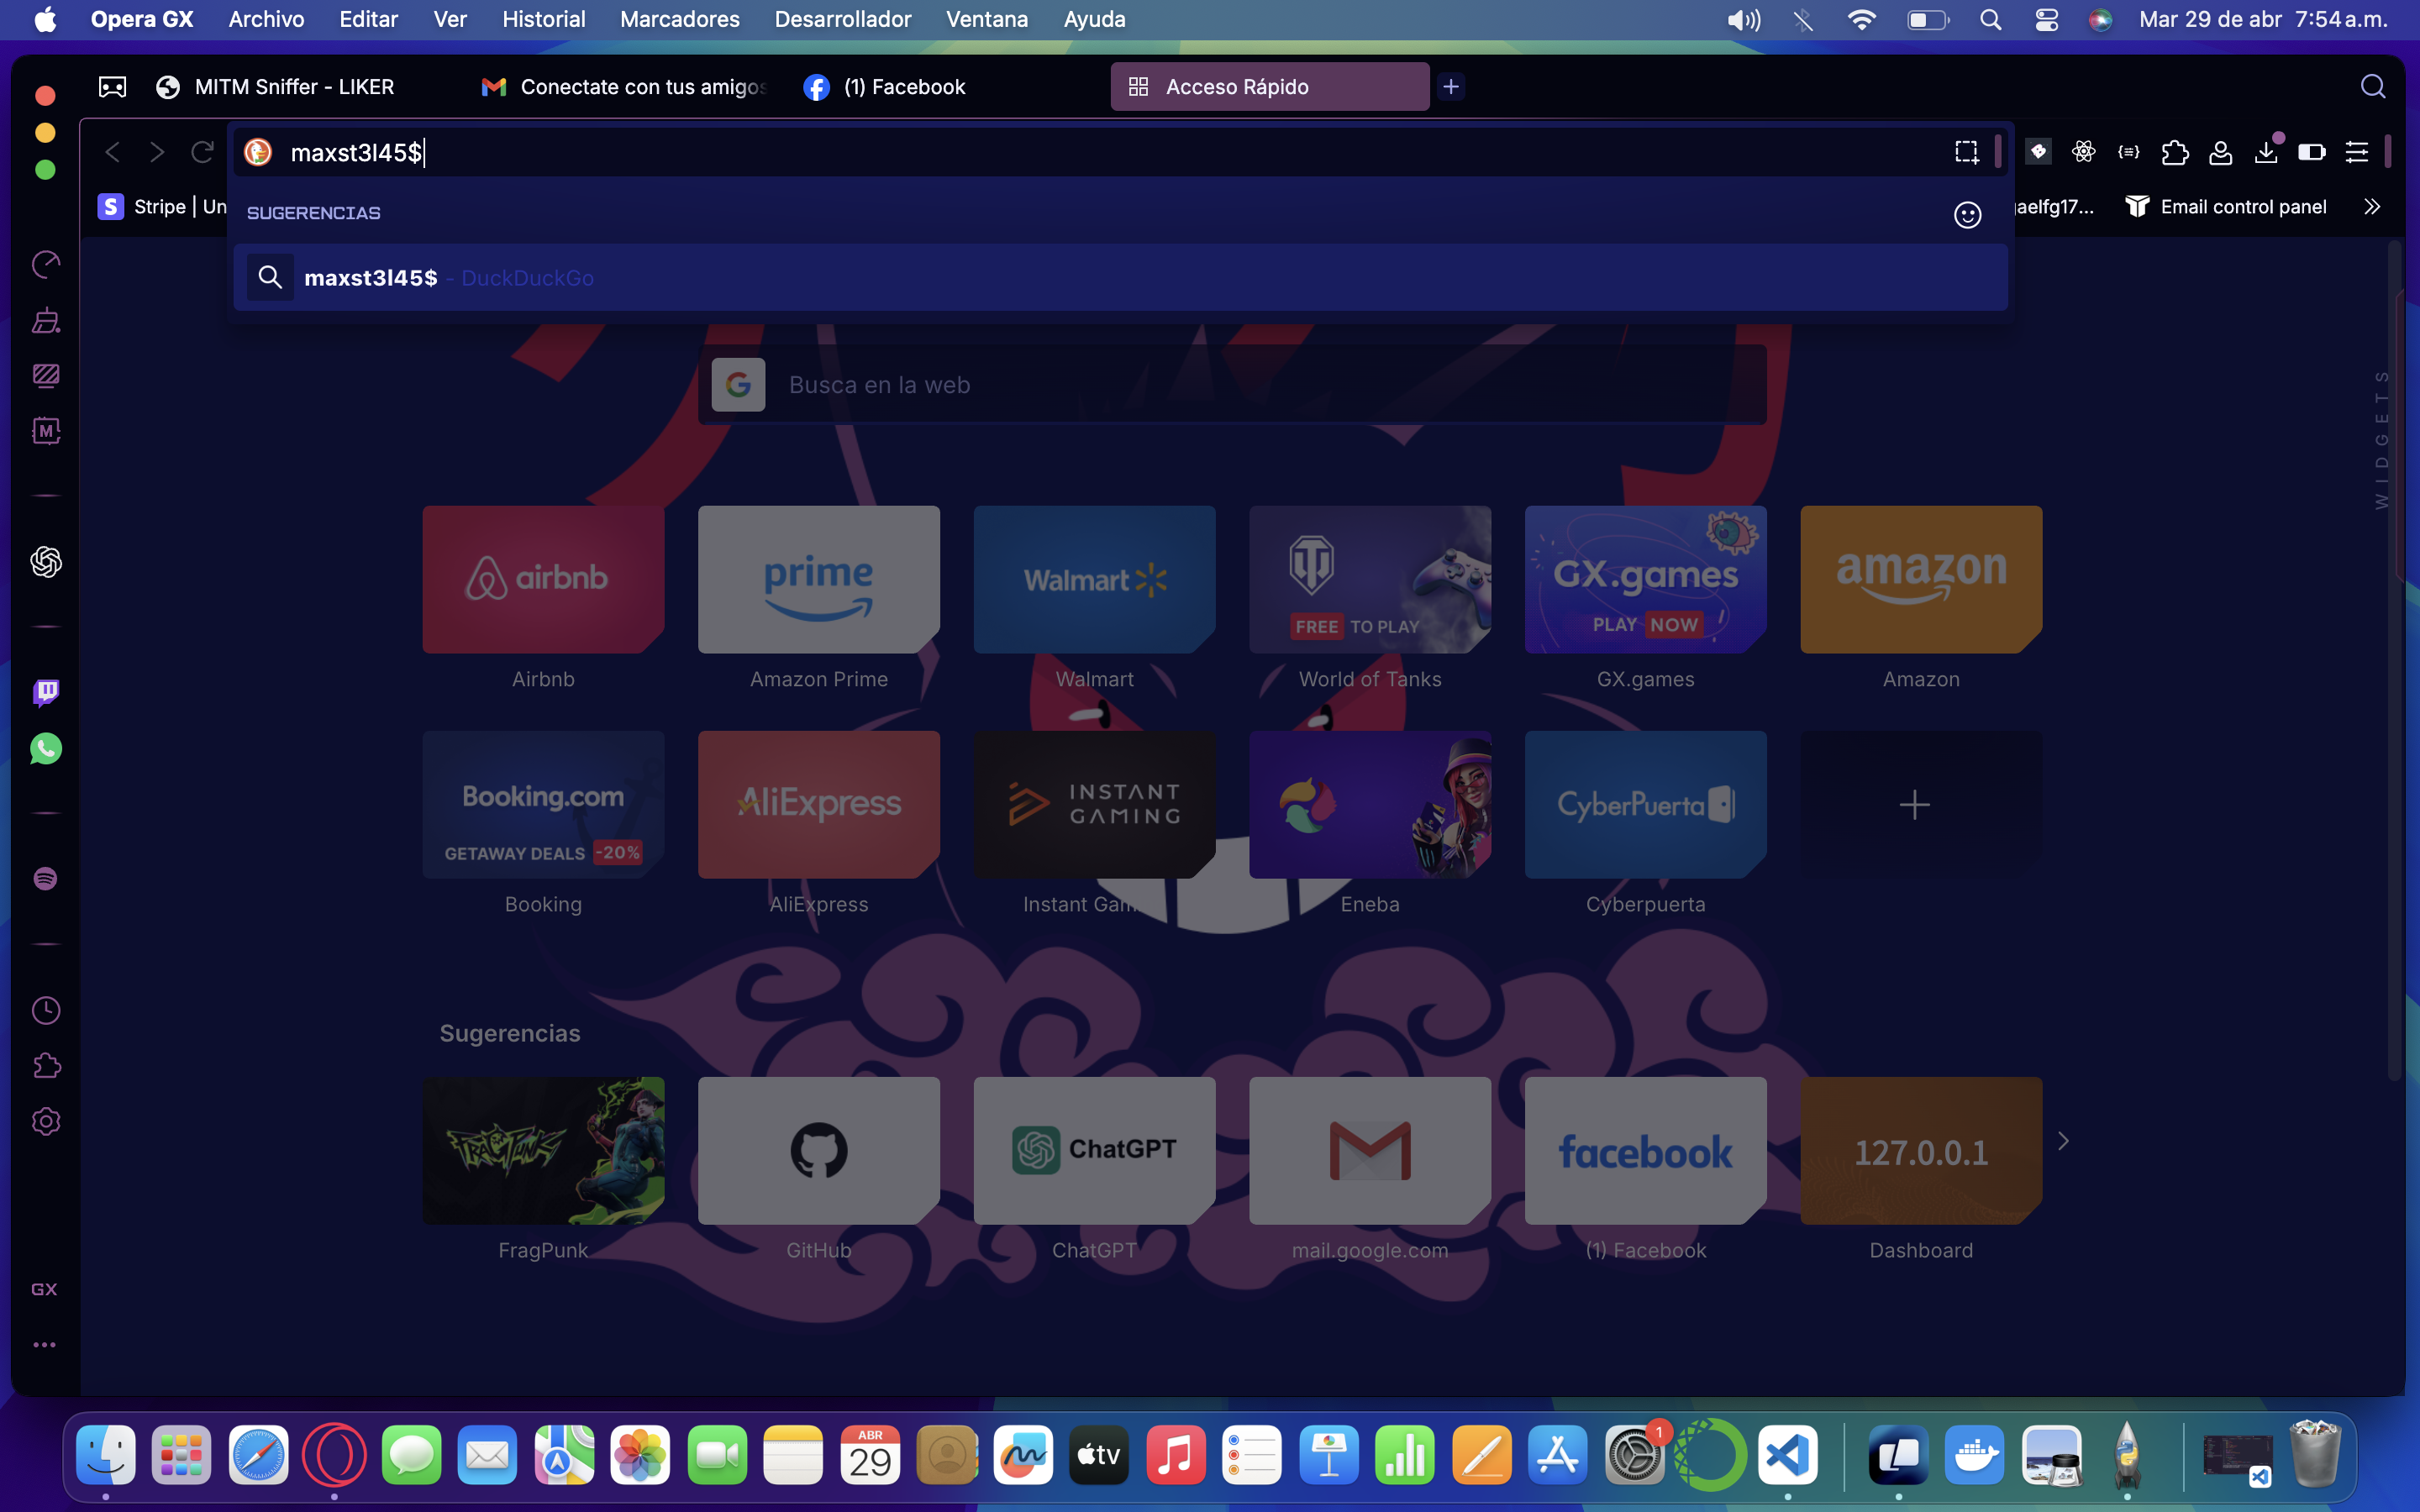 Opera GX Archivo Editar Ver Historial Marcadores Desarrollador Ventana Ayuda Mar 29 de abr 7:54 a.m.
MITM Sniffer - LIKER Conectate con tus amigos (1) Facebook Acceso Rápido
maxst3l45$
Stripe | Un aelfg17... Email control panel
SUGERENCIAS
maxst3l45$ - DuckDuckGo
Busca en la web
WIDGETS
airbnb prime Walmart FREE TO PLAY GX.games PLAY NOW amazon
Airbnb Amazon Prime Walmart World of Tanks GX.games Amazon
Booking.com GETAWAY DEALS -20% AliExpress INSTANT GAMING CyberPuerta
Booking AliExpress Instant Gam Eneba Cyberpuerta
Sugerencias
FRAGPUNK ChatGPT facebook 127.0.0.1
FragPunk GitHub ChatGPT mail.google.com (1) Facebook Dashboard
GX
ABR
29
tv
1